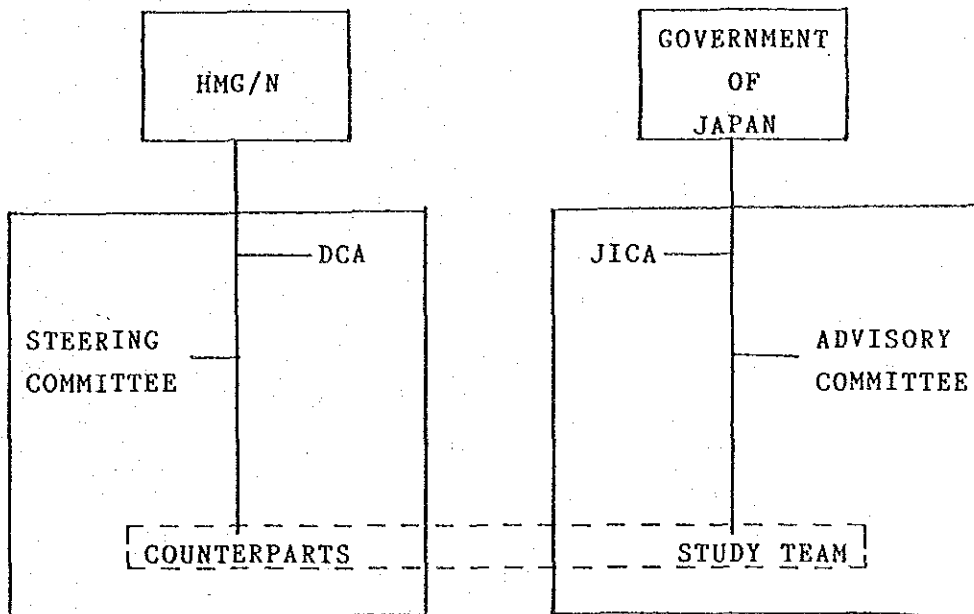 HMG/N
GOVERNMENT
OF
JAPAN
DCA
JICA
STEERING
COMMITTEE
ADVISORY
COMMITTEE
COUNTERPARTS
STUDY TEAM